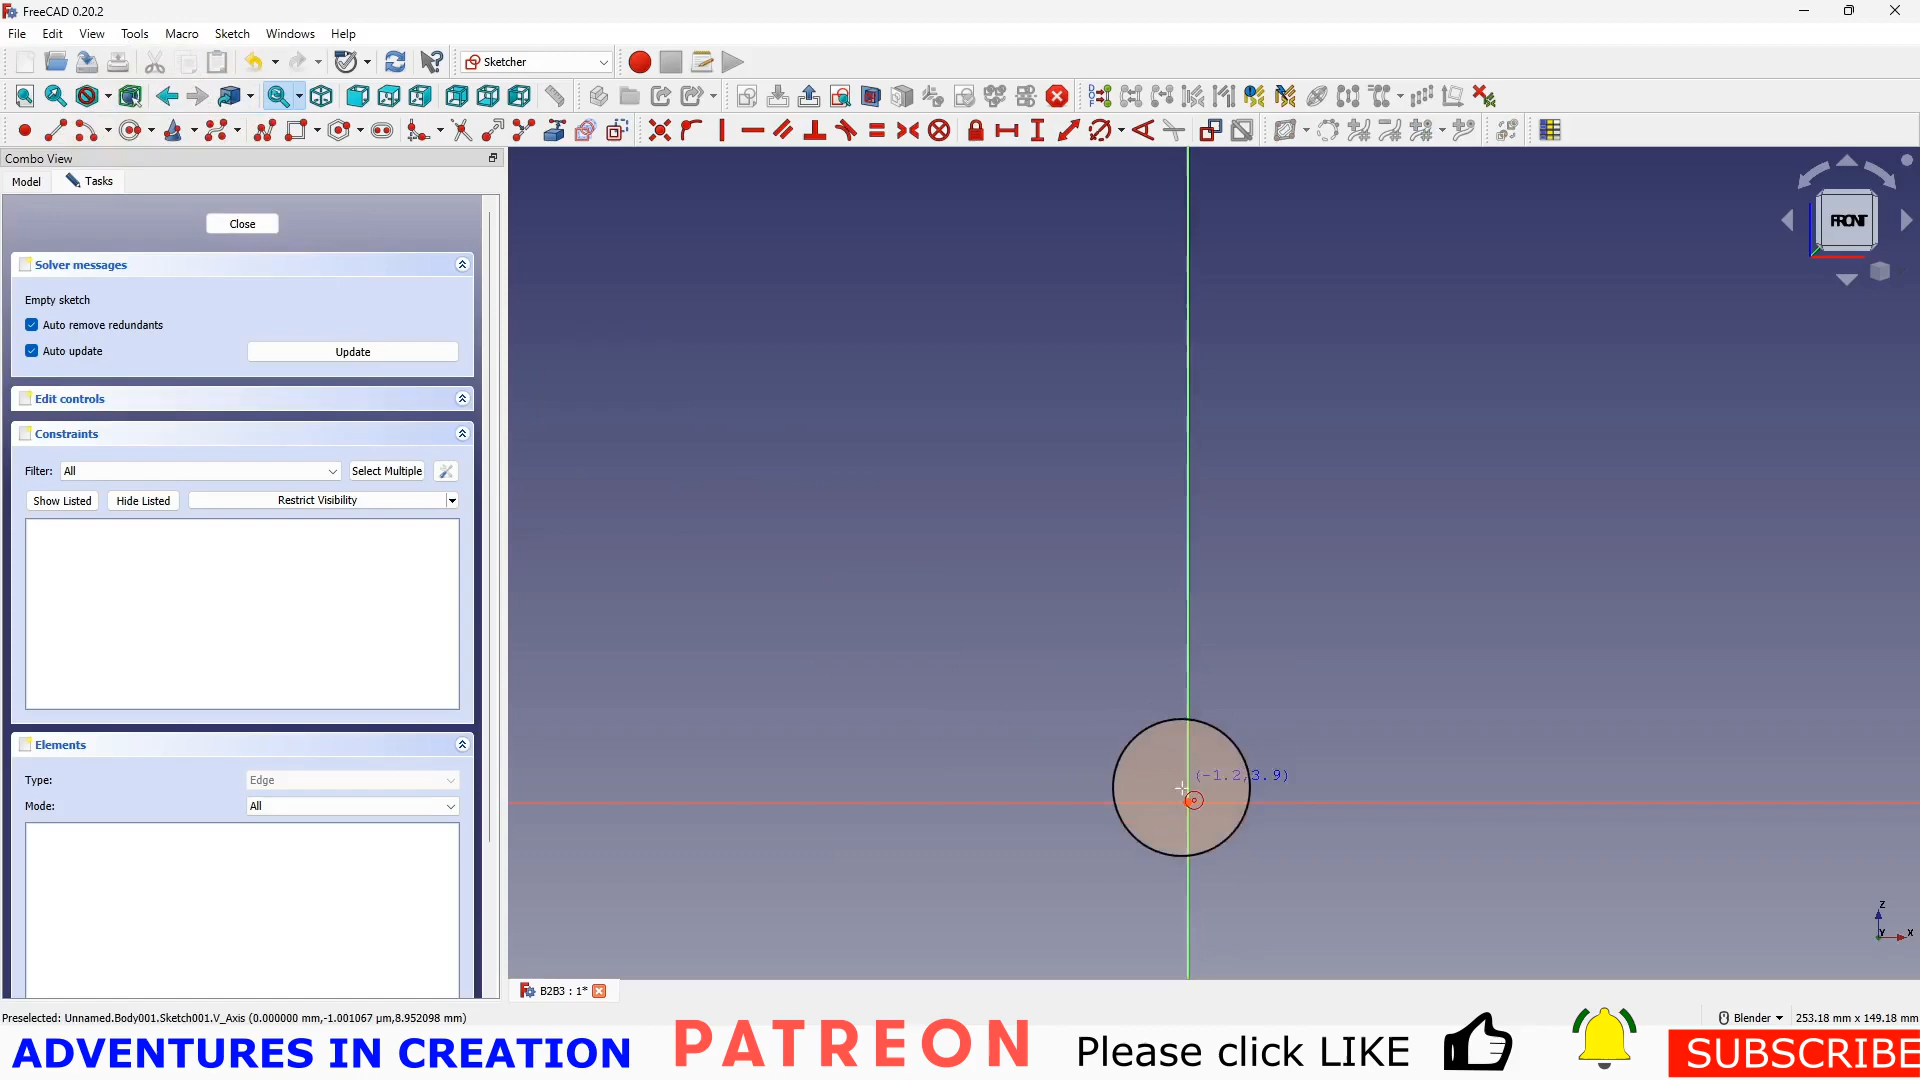 FreeCAD 0.20.2
File Edit View Tools Macro Sketch Windows Help
Sketcher
Combo View
Model Tasks
Close
Solver messages
Empty sketch
Auto remove redundants
Auto update Update
Edit controls
Constraints
Filter: All Select Multiple
Show Listed Hide Listed Restrict Visibility
Elements
Type: Edge
Mode: All
FRONT
(-1.2,3.9)
z
y x
B2B3 : 1*
Preselected: Unnamed.Body001.Sketch001.V_Axis (0.000000 mm,-1.001067 µm,8.952098 mm)
Blender 253.18 mm x 149.18 mm
ADVENTURES IN CREATION PATREON Please click LIKE SUBSCRIBE